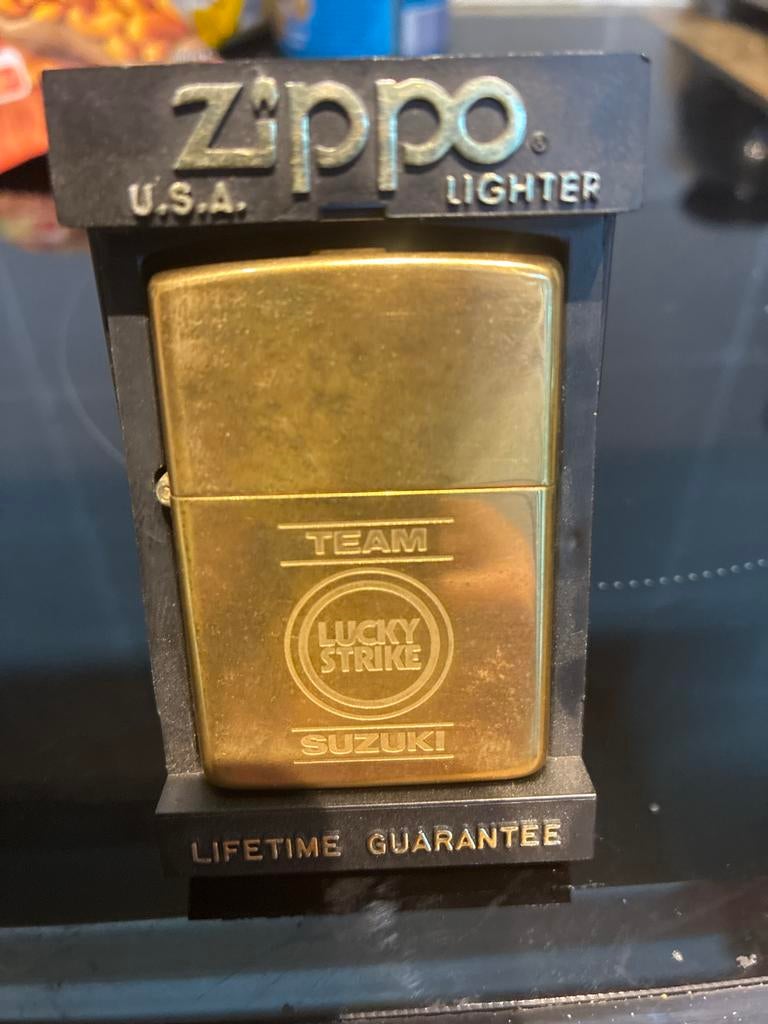 Zippo®
U.S.A. LIGHTER
TEAM
LUCKY
STRIKE
SUZUKI
LIFETIME GUARANTEE